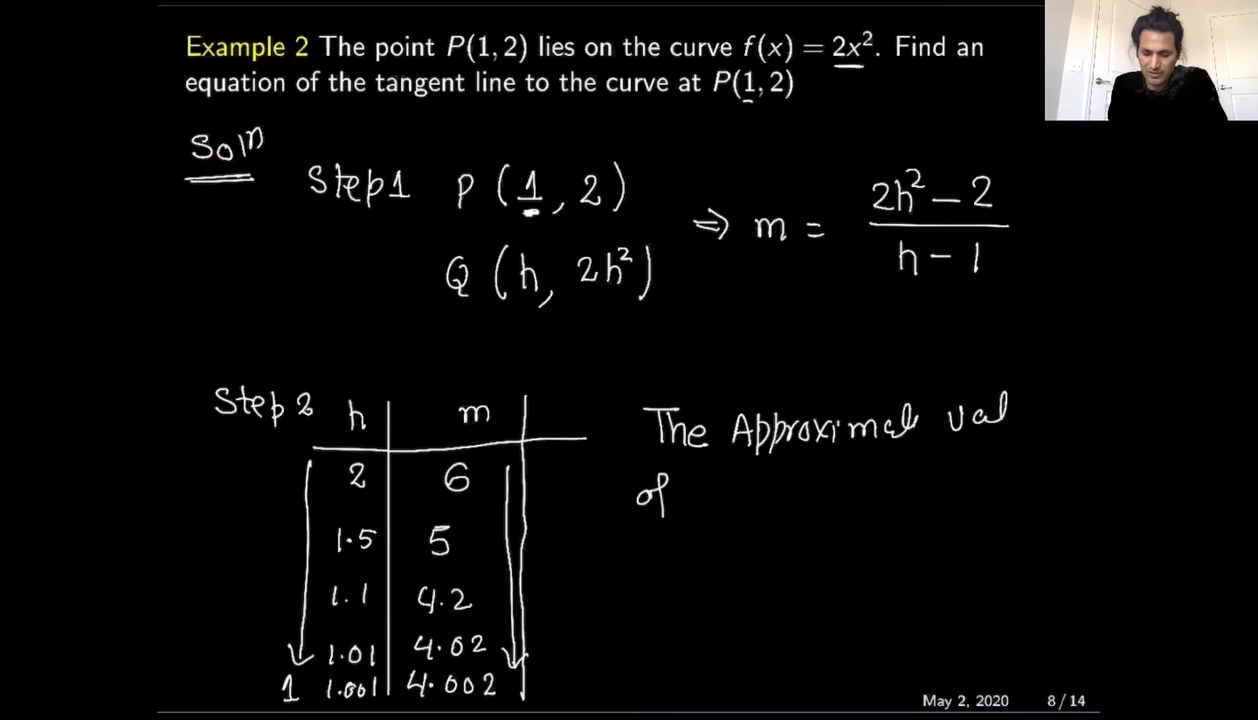 Example 2 The point P(1, 2) lies on the curve f(x) = 2x². Find an
equation of the tangent line to the curve at P(1, 2)
Soln
Step1 P (1, 2)
Q (h, 2h²)
⇒ m = (2h² − 2)/(h − 1)
Step 2 h m
2 6
1.5 5
1.1 4.2
1.01 4.02
1 1.001 4.002
The Approximal val
of
May 2, 2020 8 / 14